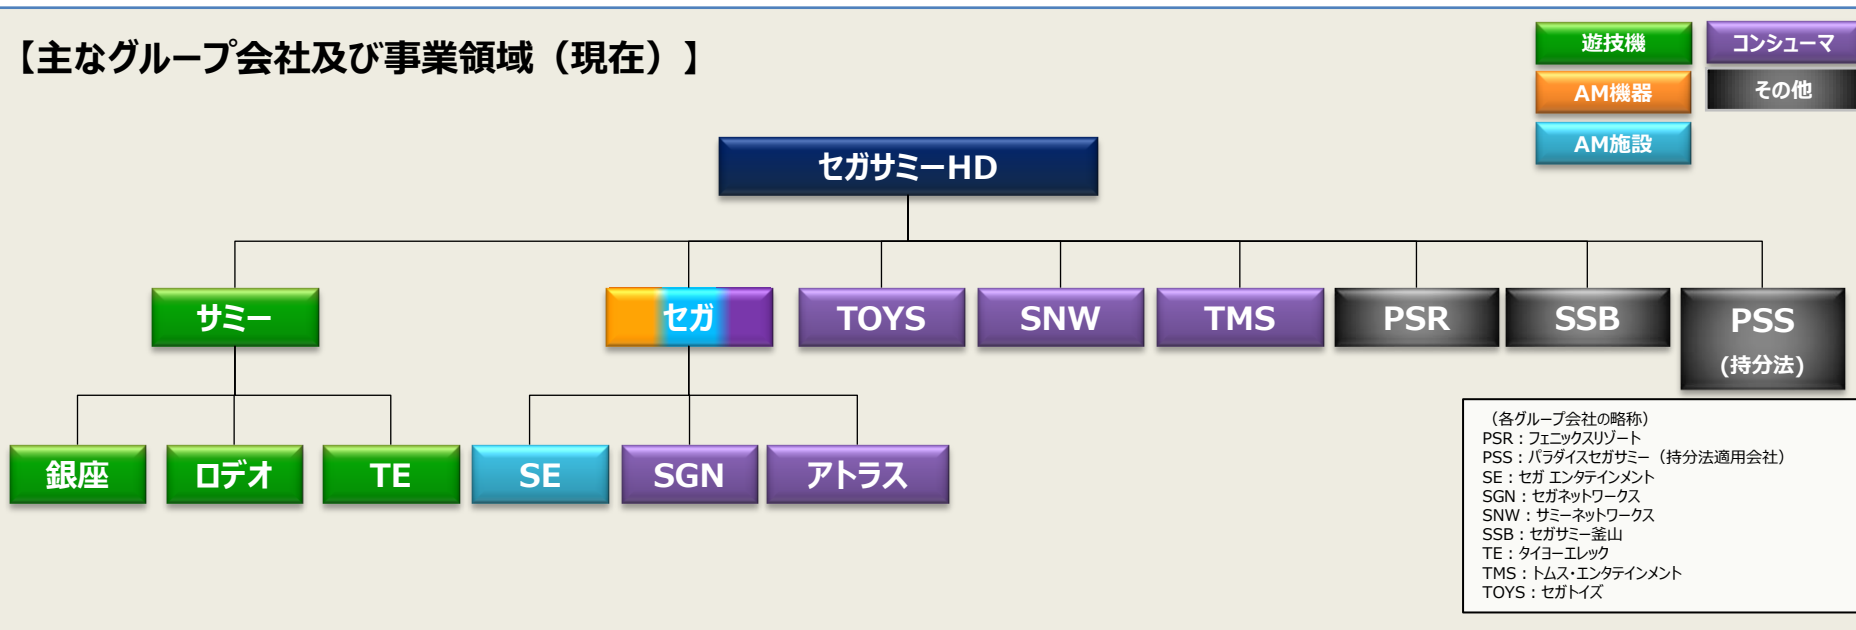 【主なグループ会社及び事業領域（現在）】
遊技機
コンシューマ
AM機器
その他
AM施設
セガサミーHD
サミー
セガ
TOYS
SNW
TMS
PSR
SSB
PSS
(持分法)
銀座
ロデオ
TE
SE
SGN
アトラス
（各グループ会社の略称）
PSR：フェニックスリゾート
PSS：パラダイスセガサミー（持分法適用会社）
SE：セガ エンタテインメント
SGN：セガネットワークス
SNW：サミーネットワークス
SSB：セガサミー釜山
TE：タイヨーエレック
TMS：トムス・エンタテインメント
TOYS：セガトイズ